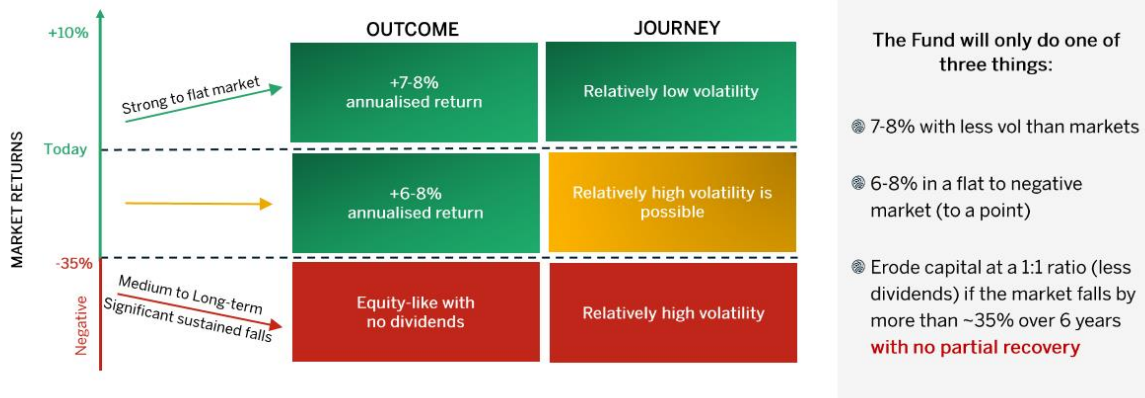 OUTCOME
JOURNEY
MARKET RETURNS
+10%
Today
-35%
Negative
Strong to flat market
+7-8%
annualised return
Relatively low volatility
+6-8%
annualised return
Relatively high volatility is
possible
Medium to Long-term
Significant sustained falls
Equity-like with
no dividends
Relatively high volatility
The Fund will only do one of
three things:
7-8% with less vol than markets
6-8% in a flat to negative
market (to a point)
Erode capital at a 1:1 ratio (less
dividends) if the market falls by
more than ~35% over 6 years
with no partial recovery